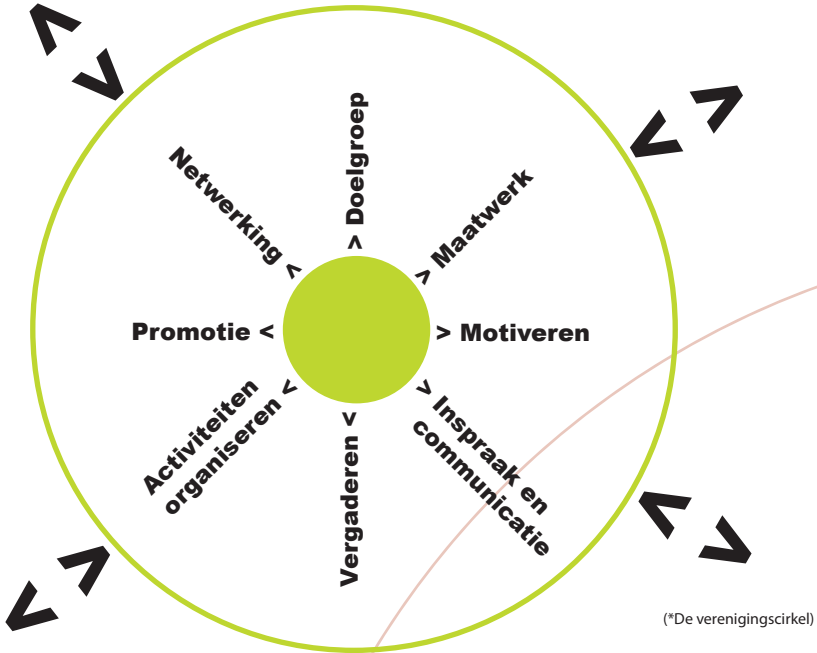 > Doelgroep
> Maatwerk
> Motiveren
> Inspraak en
communicatie
Vergaderen <
Activiteiten
organiseren <
Promotie <
Netwerking <
(*De verenigingscirkel)